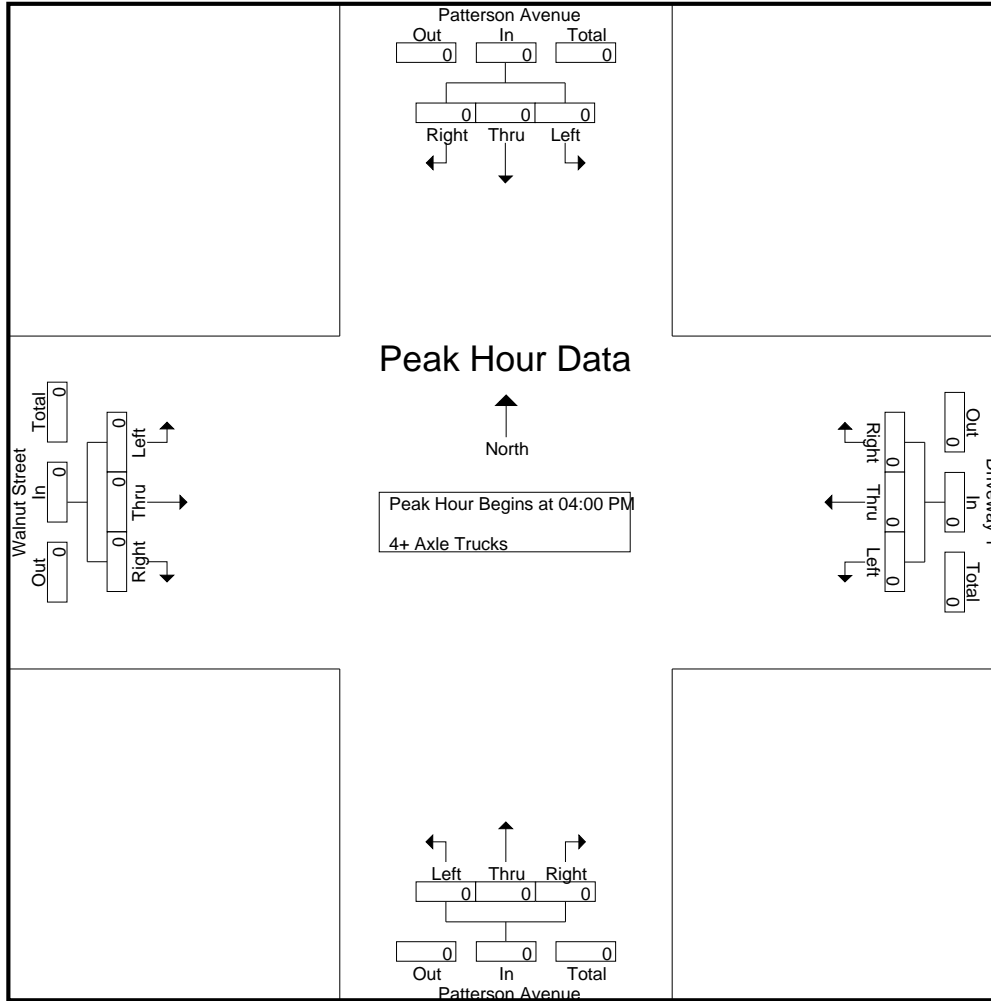 Patterson Avenue
Out In Total
0 0 0
0 0 0
Right Thru Left
Peak Hour Data
North
Peak Hour Begins at 04:00 PM
4+ Axle Trucks
Walnut Street
Total In Out
0 0 0
0 0 0
Left Thru Right
Out In Total
0 0 0
0 0 0
Right Thru Left
Left Thru Right
0 0 0
0 0 0
Out In Total
Patterson Avenue